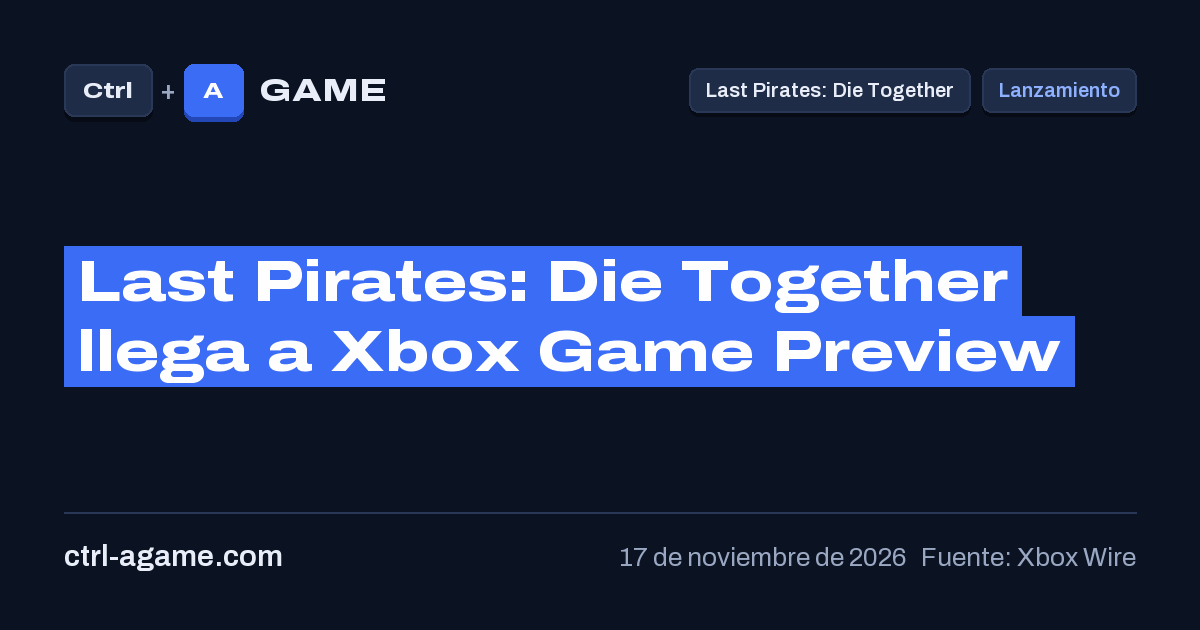 Ctrl + A GAME
Last Pirates: Die Together
Lanzamiento
Last Pirates: Die Together
llega a Xbox Game Preview
ctrl-agame.com
17 de noviembre de 2026 Fuente: Xbox Wire